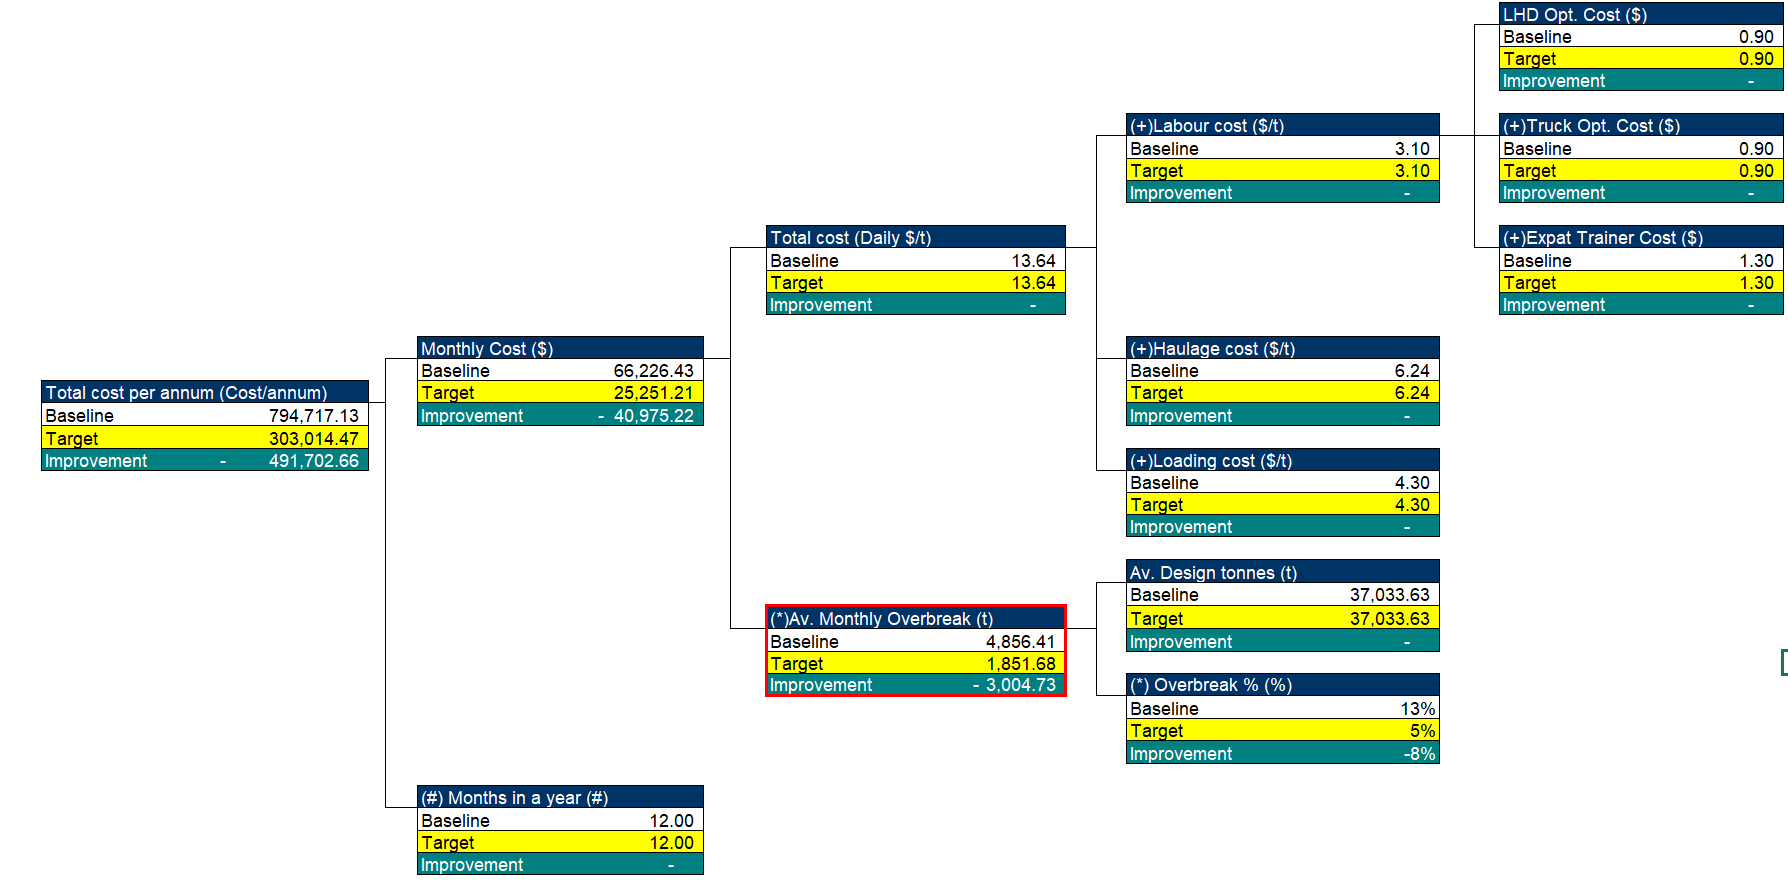 Total cost per annum (Cost/annum)
Baseline 794,717.13
Target 303,014.47
Improvement - 491,702.66
Monthly Cost ($)
Baseline 66,226.43
Target 25,251.21
Improvement - 40,975.22
(#) Months in a year (#)
Baseline 12.00
Target 12.00
Improvement -
Total cost (Daily $/t)
Baseline 13.64
Target 13.64
Improvement -
(*)Av. Monthly Overbreak (t)
Baseline 4,856.41
Target 1,851.68
Improvement - 3,004.73
(+)Labour cost ($/t)
Baseline 3.10
Target 3.10
Improvement -
(+)Haulage cost ($/t)
Baseline 6.24
Target 6.24
Improvement -
(+)Loading cost ($/t)
Baseline 4.30
Target 4.30
Improvement -
Av. Design tonnes (t)
Baseline 37,033.63
Target 37,033.63
Improvement -
(*) Overbreak % (%)
Baseline 13%
Target 5%
Improvement -8%
LHD Opt. Cost ($)
Baseline 0.90
Target 0.90
Improvement -
(+)Truck Opt. Cost ($)
Baseline 0.90
Target 0.90
Improvement -
(+)Expat Trainer Cost ($)
Baseline 1.30
Target 1.30
Improvement -